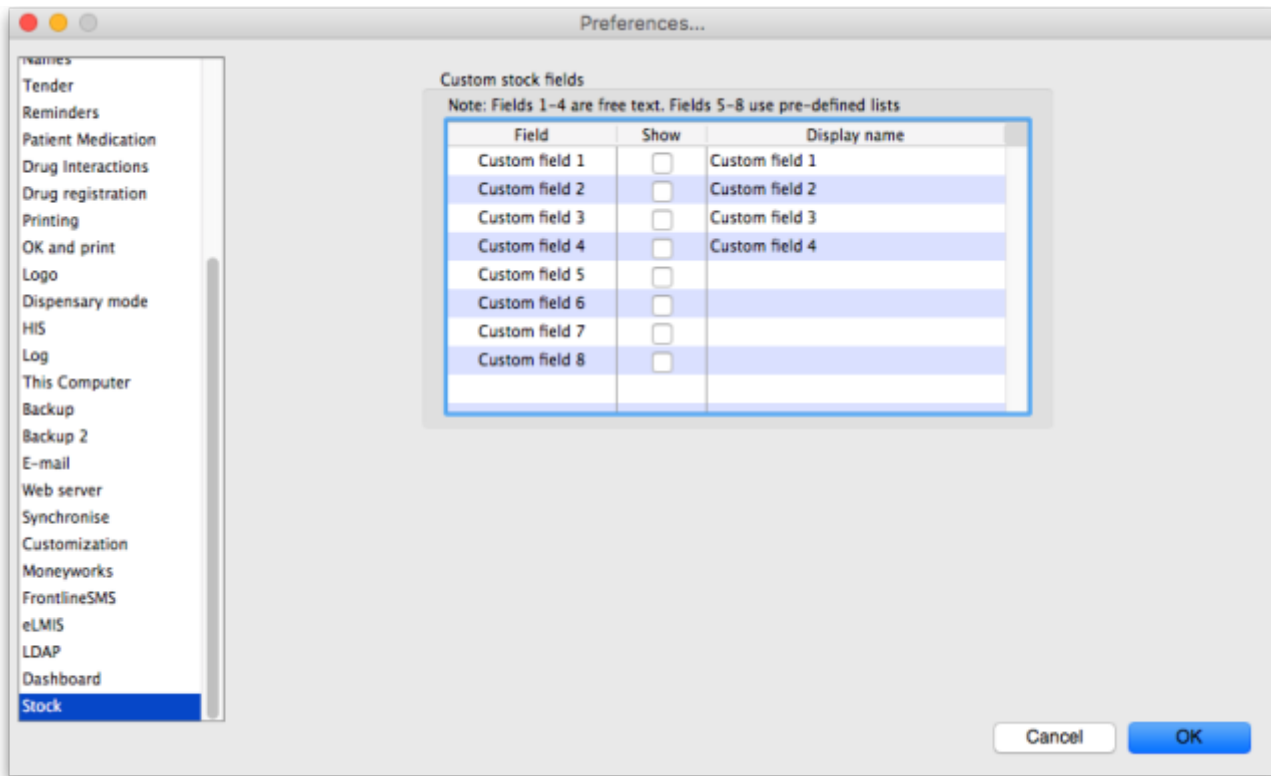 Preferences...
Names
Tender
Reminders
Patient Medication
Drug Interactions
Drug registration
Printing
OK and print
Logo
Dispensary mode
HIS
Log
This Computer
Backup
Backup 2
E-mail
Web server
Synchronise
Customization
Moneyworks
FrontlineSMS
eLMIS
LDAP
Dashboard
Stock
Custom stock fields
Note: Fields 1-4 are free text. Fields 5-8 use pre-defined lists
Field Show Display name
Custom field 1 Custom field 1
Custom field 2 Custom field 2
Custom field 3 Custom field 3
Custom field 4 Custom field 4
Custom field 5
Custom field 6
Custom field 7
Custom field 8
Cancel OK